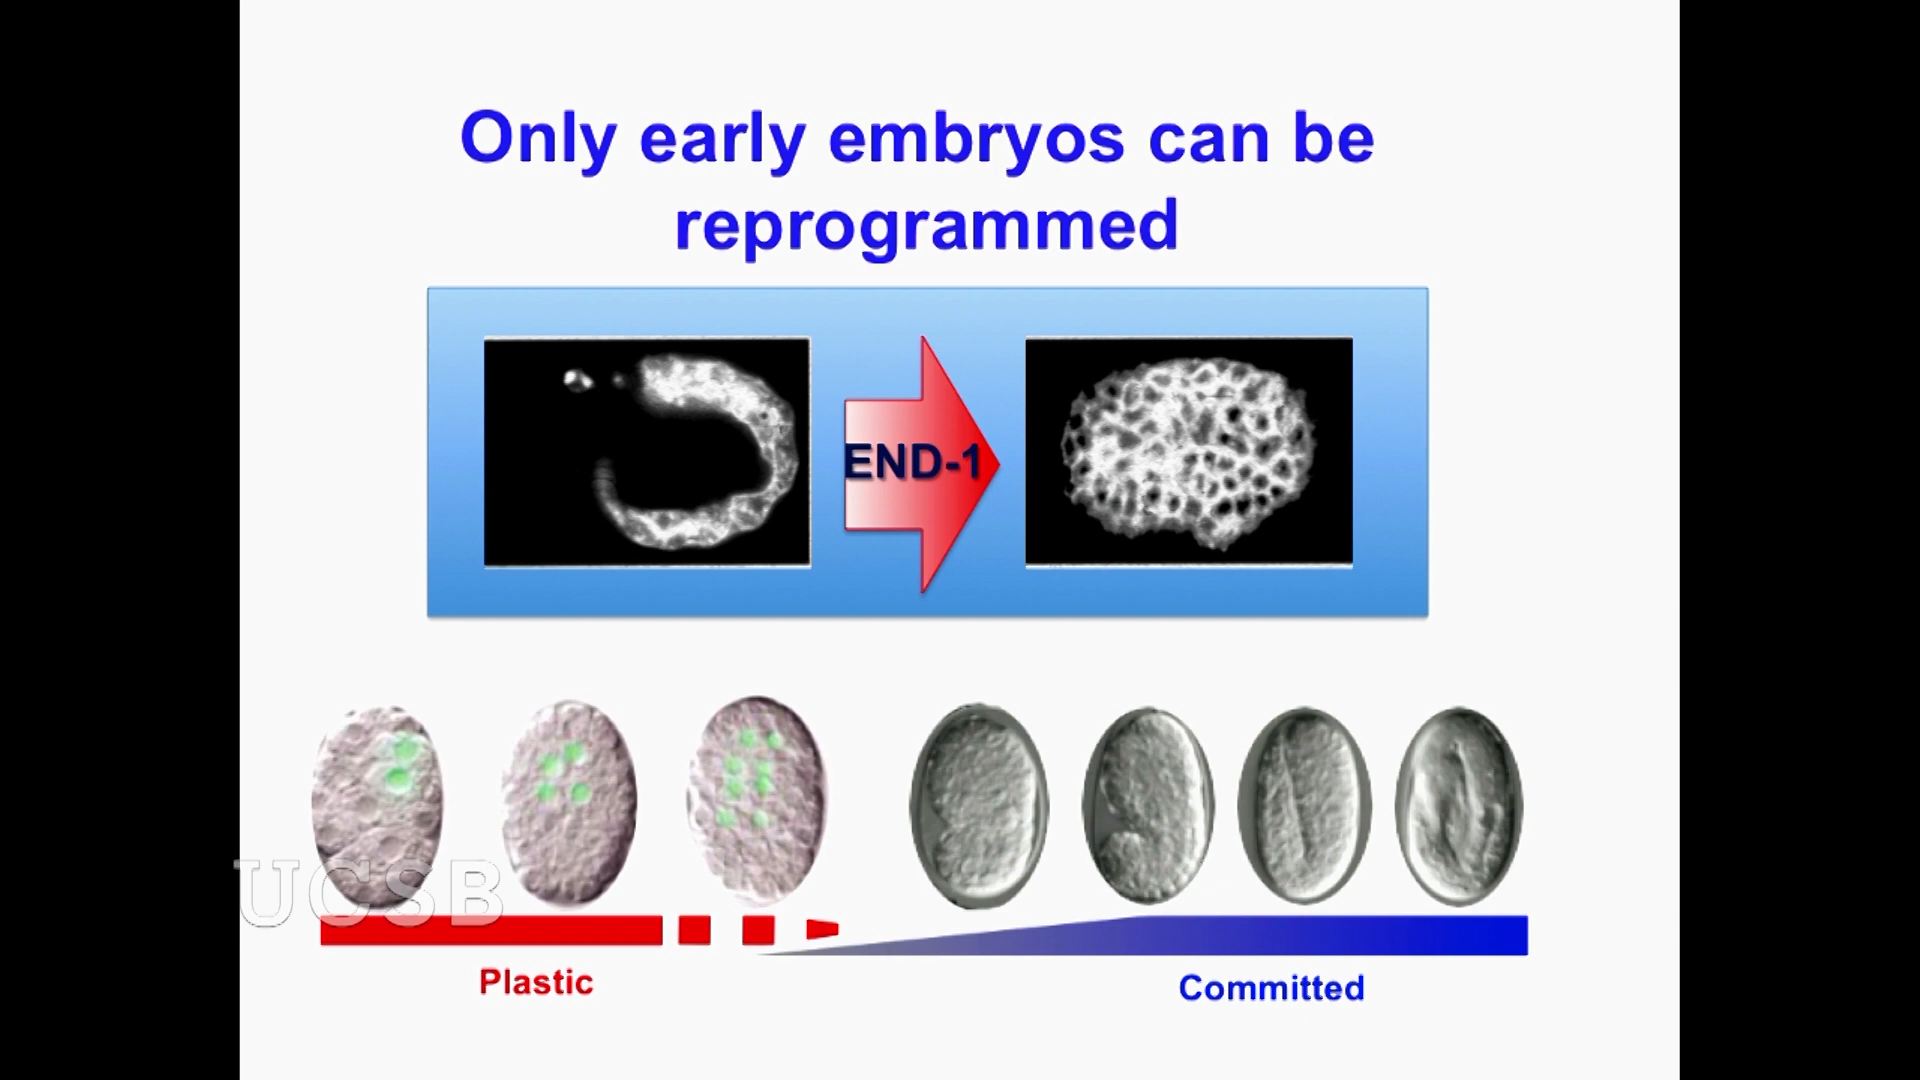 Only early embryos can be
reprogrammed
END-1
UCSB
Plastic
Committed